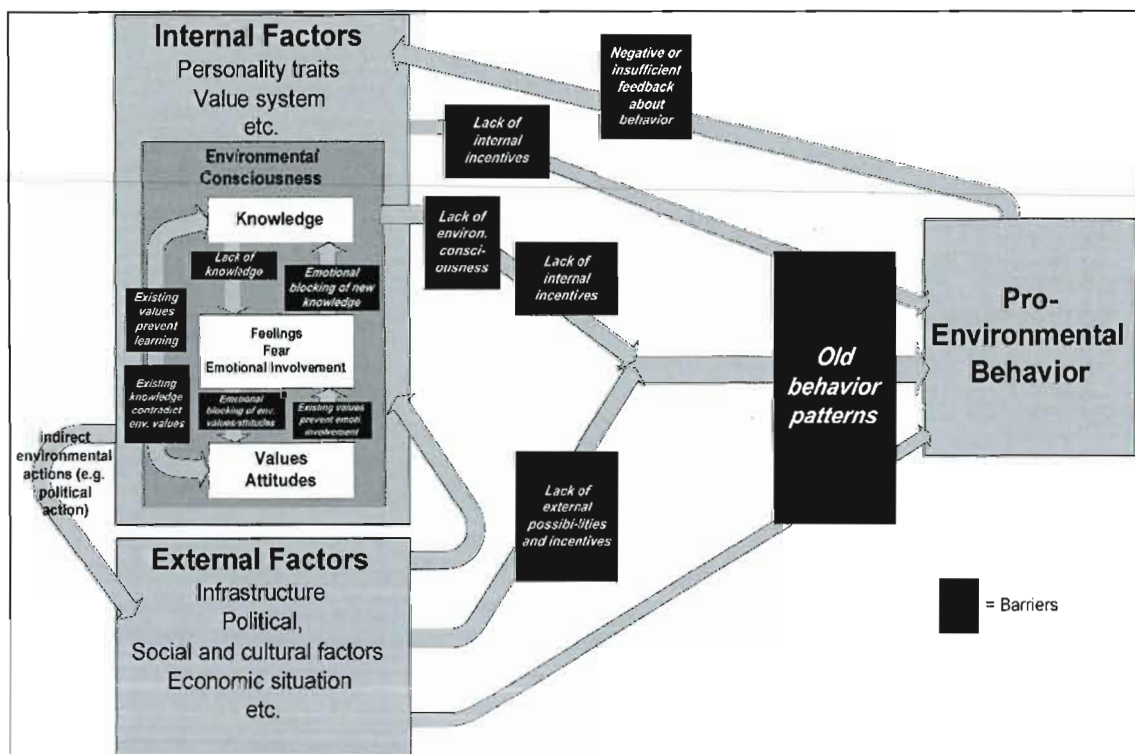 Internal Factors
Personality traits
Value system
etc.
Environmental
Consciousness
Knowledge
Lack of
knowledge
Emotional
blocking of new
knowledge
Existing
values
prevent
learning
Feelings
Fear
Emotional Involvement
Existing
knowledge
contradict
env. values
Emotional
blocking of env.
values/attitudes
Existing values
prevent emoti.
involvement
Values
Attitudes
indirect
environmental
actions (e.g.
political
action)
External Factors
Infrastructure
Political,
Social and cultural factors
Economic situation
etc.
Negative or
insufficient
feedback
about
behavior
Lack of
internal
incentives
Lack of
environ.
consci-
ousness
Lack of
internal
incentives
Lack of
external
possibi-lities
and incentives
Old
behavior
patterns
Pro-
Environmental
Behavior
= Barriers